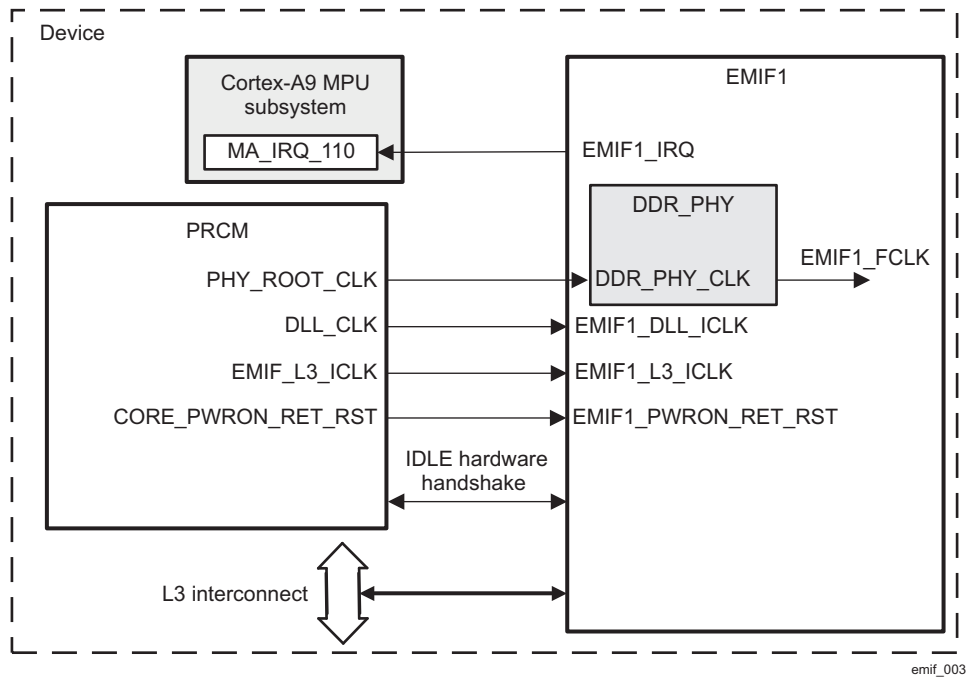 Device
Cortex-A9 MPU
subsystem
MA_IRQ_110
EMIF1
EMIF1_IRQ
DDR_PHY
PRCM
EMIF1_FCLK
PHY_ROOT_CLK
DDR_PHY_CLK
DLL_CLK
EMIF1_DLL_ICLK
EMIF_L3_ICLK
EMIF1_L3_ICLK
CORE_PWRON_RET_RST
EMIF1_PWRON_RET_RST
IDLE hardware
handshake
L3 interconnect
emif_003